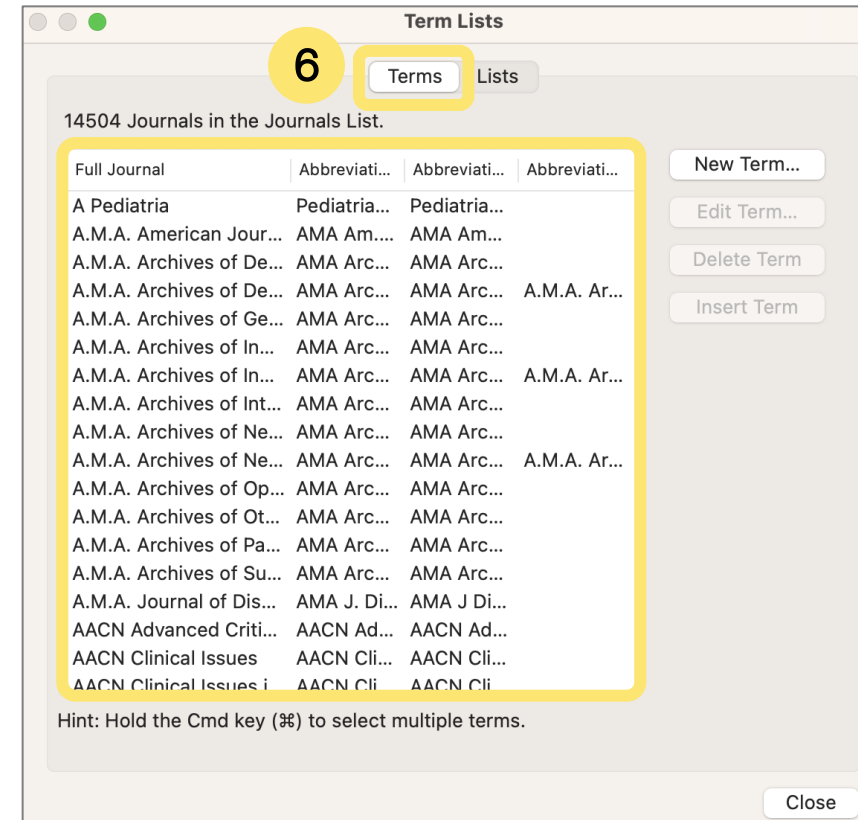 Term Lists
6
Terms Lists
14504 Journals in the Journals List.
Full Journal Abbreviati... Abbreviati... Abbreviati...
A Pediatria Pediatria... Pediatria...
A.M.A. American Jour... AMA Am.... AMA Am...
A.M.A. Archives of De... AMA Arc... AMA Arc...
A.M.A. Archives of De... AMA Arc... AMA Arc... A.M.A. Ar...
A.M.A. Archives of Ge... AMA Arc... AMA Arc...
A.M.A. Archives of In... AMA Arc... AMA Arc...
A.M.A. Archives of In... AMA Arc... AMA Arc... A.M.A. Ar...
A.M.A. Archives of Int... AMA Arc... AMA Arc...
A.M.A. Archives of Ne... AMA Arc... AMA Arc...
A.M.A. Archives of Ne... AMA Arc... AMA Arc... A.M.A. Ar...
A.M.A. Archives of Op... AMA Arc... AMA Arc...
A.M.A. Archives of Ot... AMA Arc... AMA Arc...
A.M.A. Archives of Pa... AMA Arc... AMA Arc...
A.M.A. Archives of Su... AMA Arc... AMA Arc...
A.M.A. Journal of Dis... AMA J. Di... AMA J Di...
AACN Advanced Criti... AACN Ad... AACN Ad...
AACN Clinical Issues AACN Cli... AACN Cli...
AACN Clinical Issues i AACN Cli AACN Cli
New Term...
Edit Term...
Delete Term
Insert Term
Hint: Hold the Cmd key (⌘) to select multiple terms.
Close